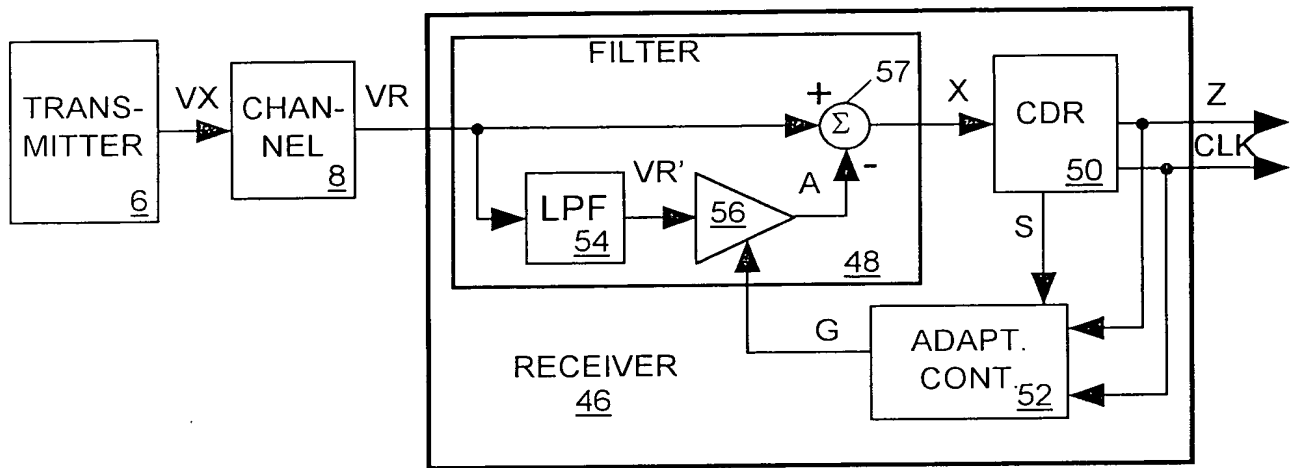 FILTER
57
TRANS-
MITTER
6
VX
CHAN-
NEL
8
VR
+
Σ
-
X
CDR
50
Z
CLK
LPF
54
VR'
56
A
48
S
G
ADAPT.
CONT.
52
RECEIVER
46